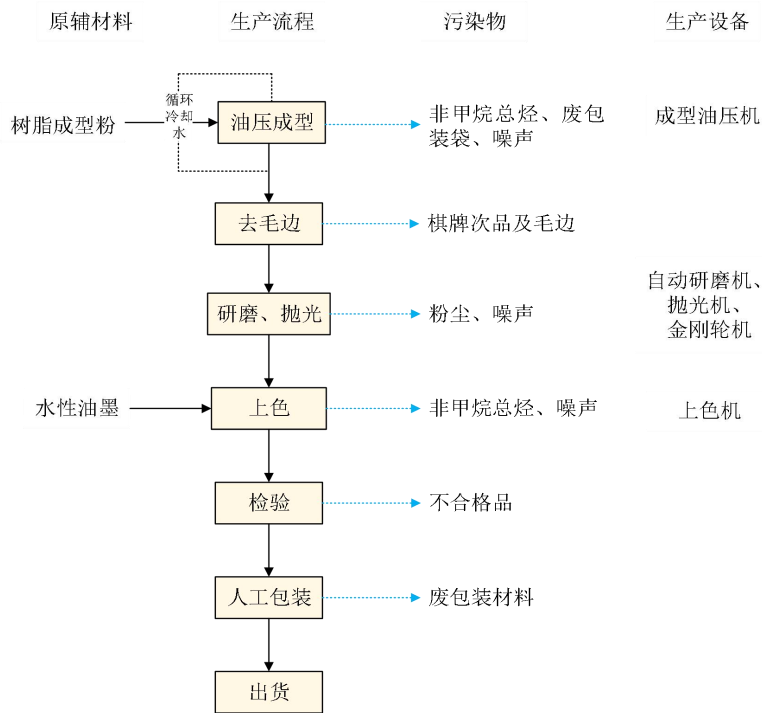 原辅材料
生产流程
污染物
生产设备
循环
冷却
水
树脂成型粉
油压成型
非甲烷总烃、废包
装袋、噪声
成型油压机
去毛边
棋牌次品及毛边
研磨、抛光
粉尘、噪声
自动研磨机、
抛光机、
金刚轮机
水性油墨
上色
非甲烷总烃、噪声
上色机
检验
不合格品
人工包装
废包装材料
出货